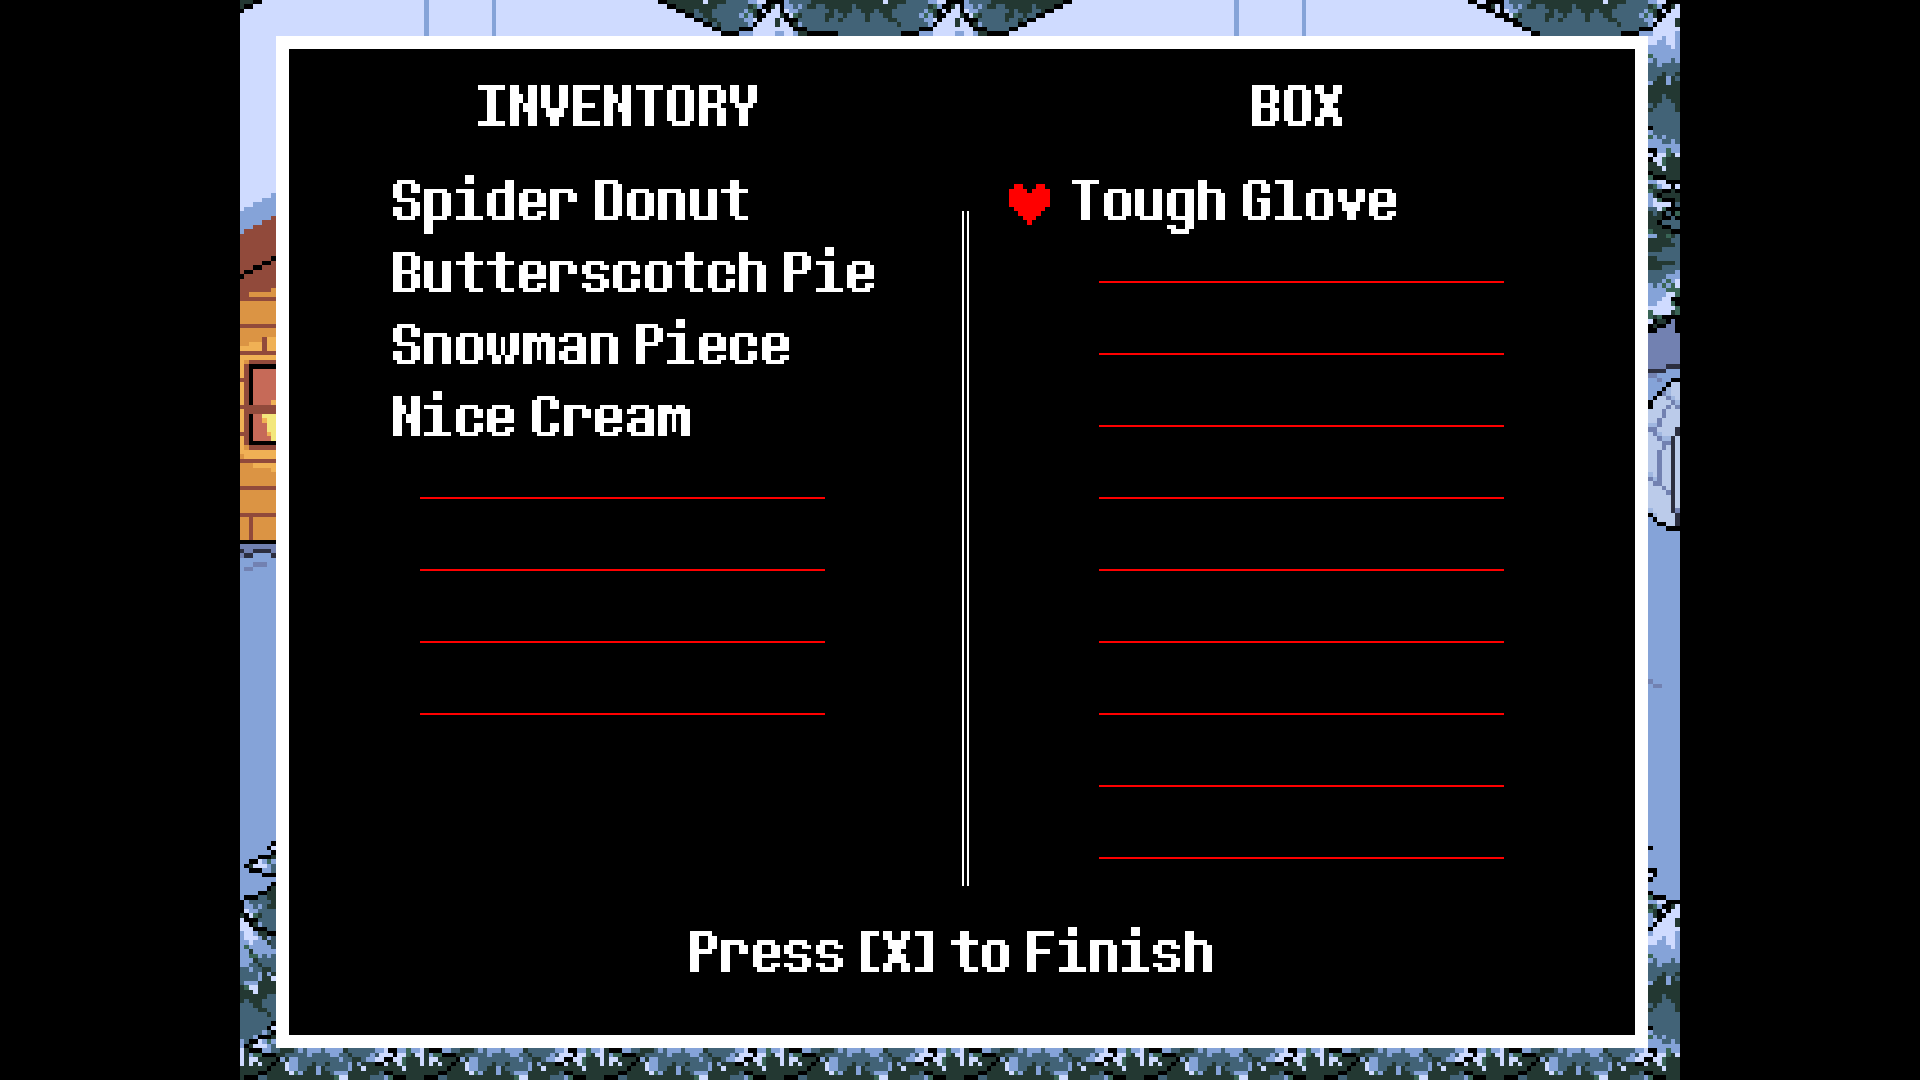 INVENTORY
Spider Donut
Butterscotch Pie
Snowman Piece
Nice Cream
BOX
Tough Glove
Press [X] to Finish